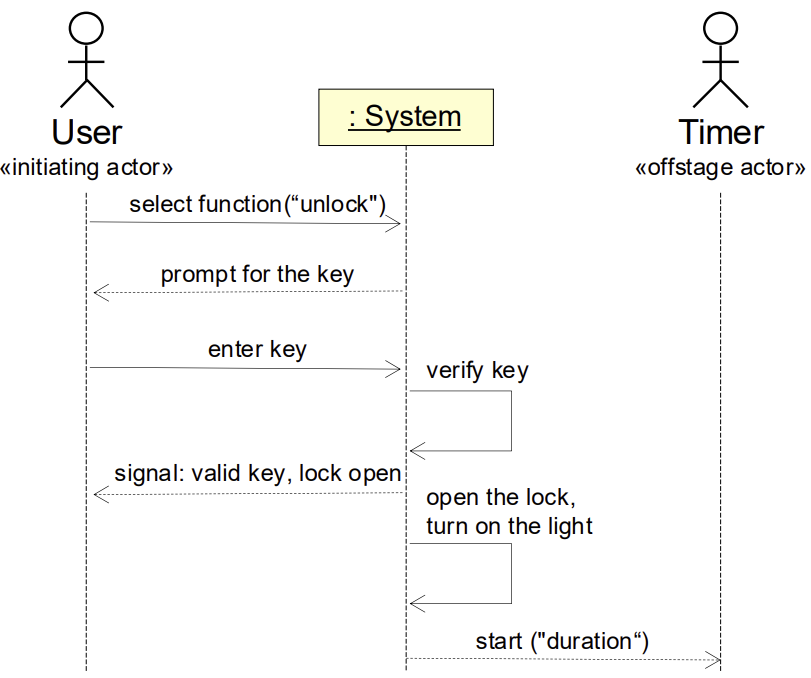 User
: System
Timer
«initiating actor»
«offstage actor»
select function(“unlock")
prompt for the key
enter key
verify key
signal: valid key, lock open
open the lock,
turn on the light
start ("duration“)